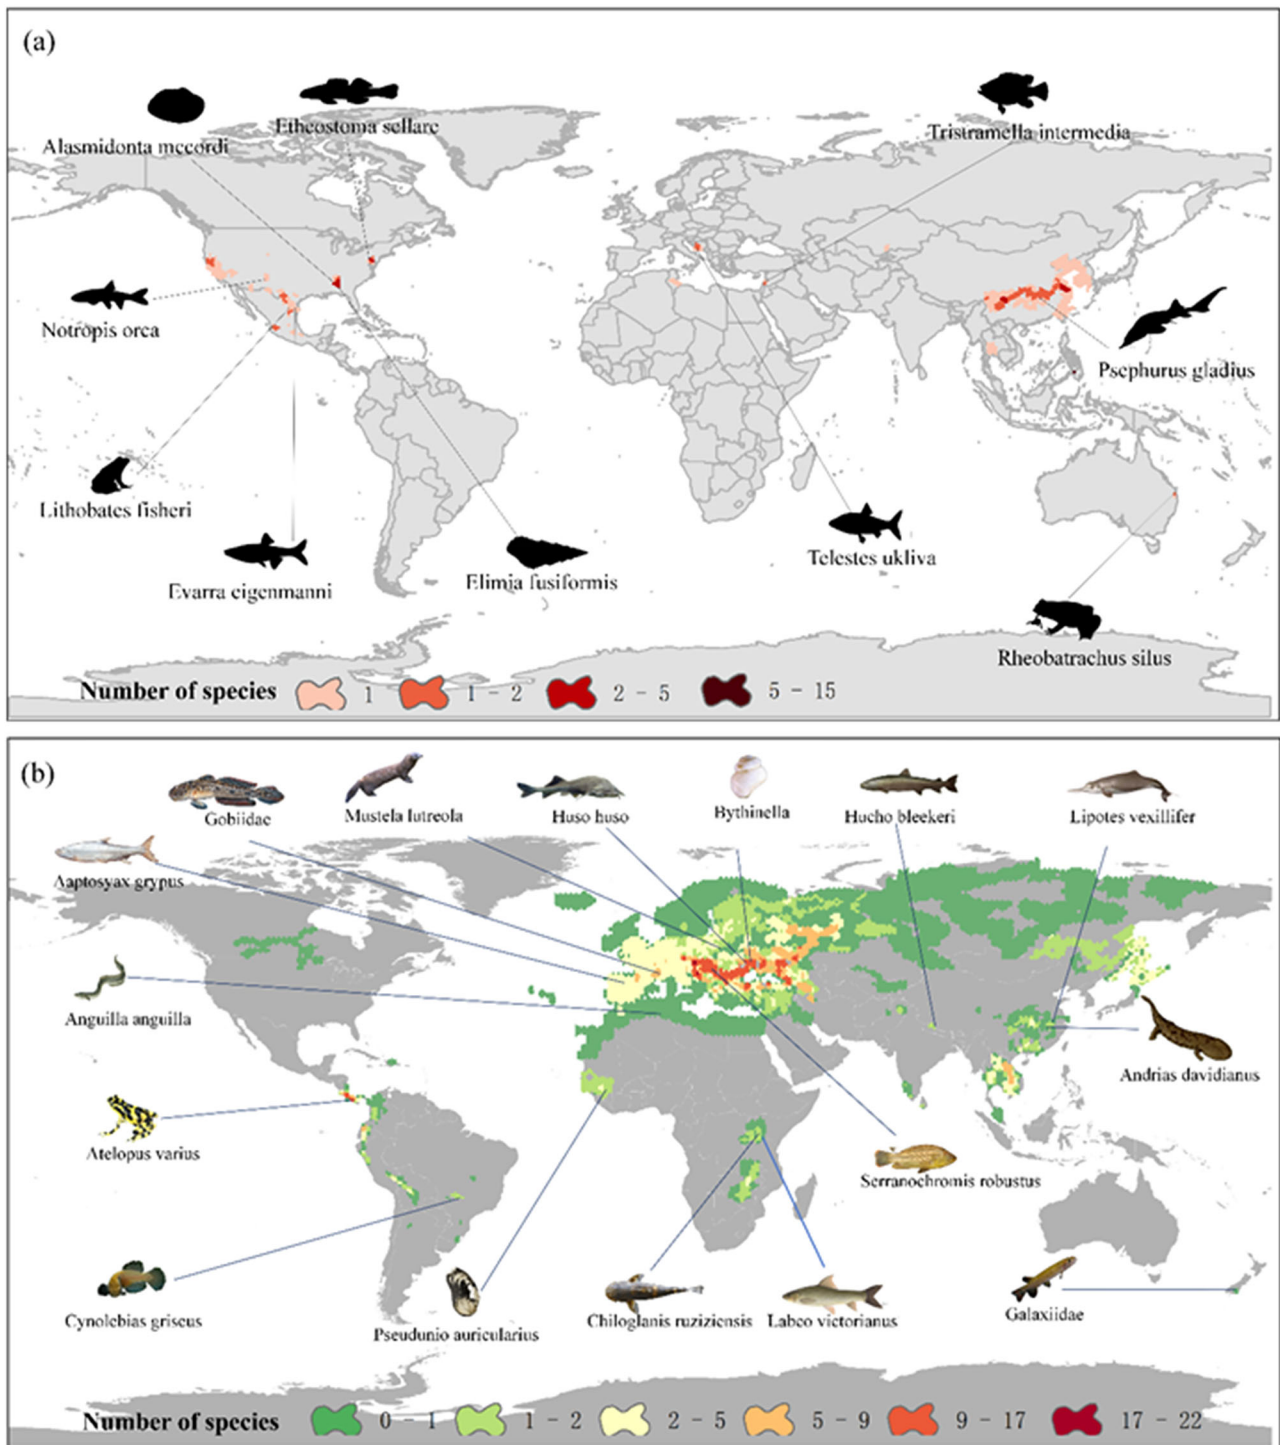 (a)
Etheostoma sellare
Alasmidonta mccordi
Tristramella intermedia
Notropis orca
Psephurus gladius
Lithobates fisheri
Evarra eigenmanni
Elimia fusiformis
Telestes ukliva
Rheobatrachus silus
Number of species 1 1 - 2 2 - 5 5 - 15
(b)
Gobiidae
Mustela lutreola
Huso huso
Bythinella
Hucho bleekeri
Lipotes vexillifer
Aaptosyax grypus
Anguilla anguilla
Andrias davidianus
Atelopus varius
Serranochromis robustus
Cynolebias griseus
Pseudunio auricularius
Chiloglanis ruziziensis
Labeo victorianus
Galaxiidae
Number of species 0 - 1 1 - 2 2 - 5 5 - 9 9 - 17 17 - 22